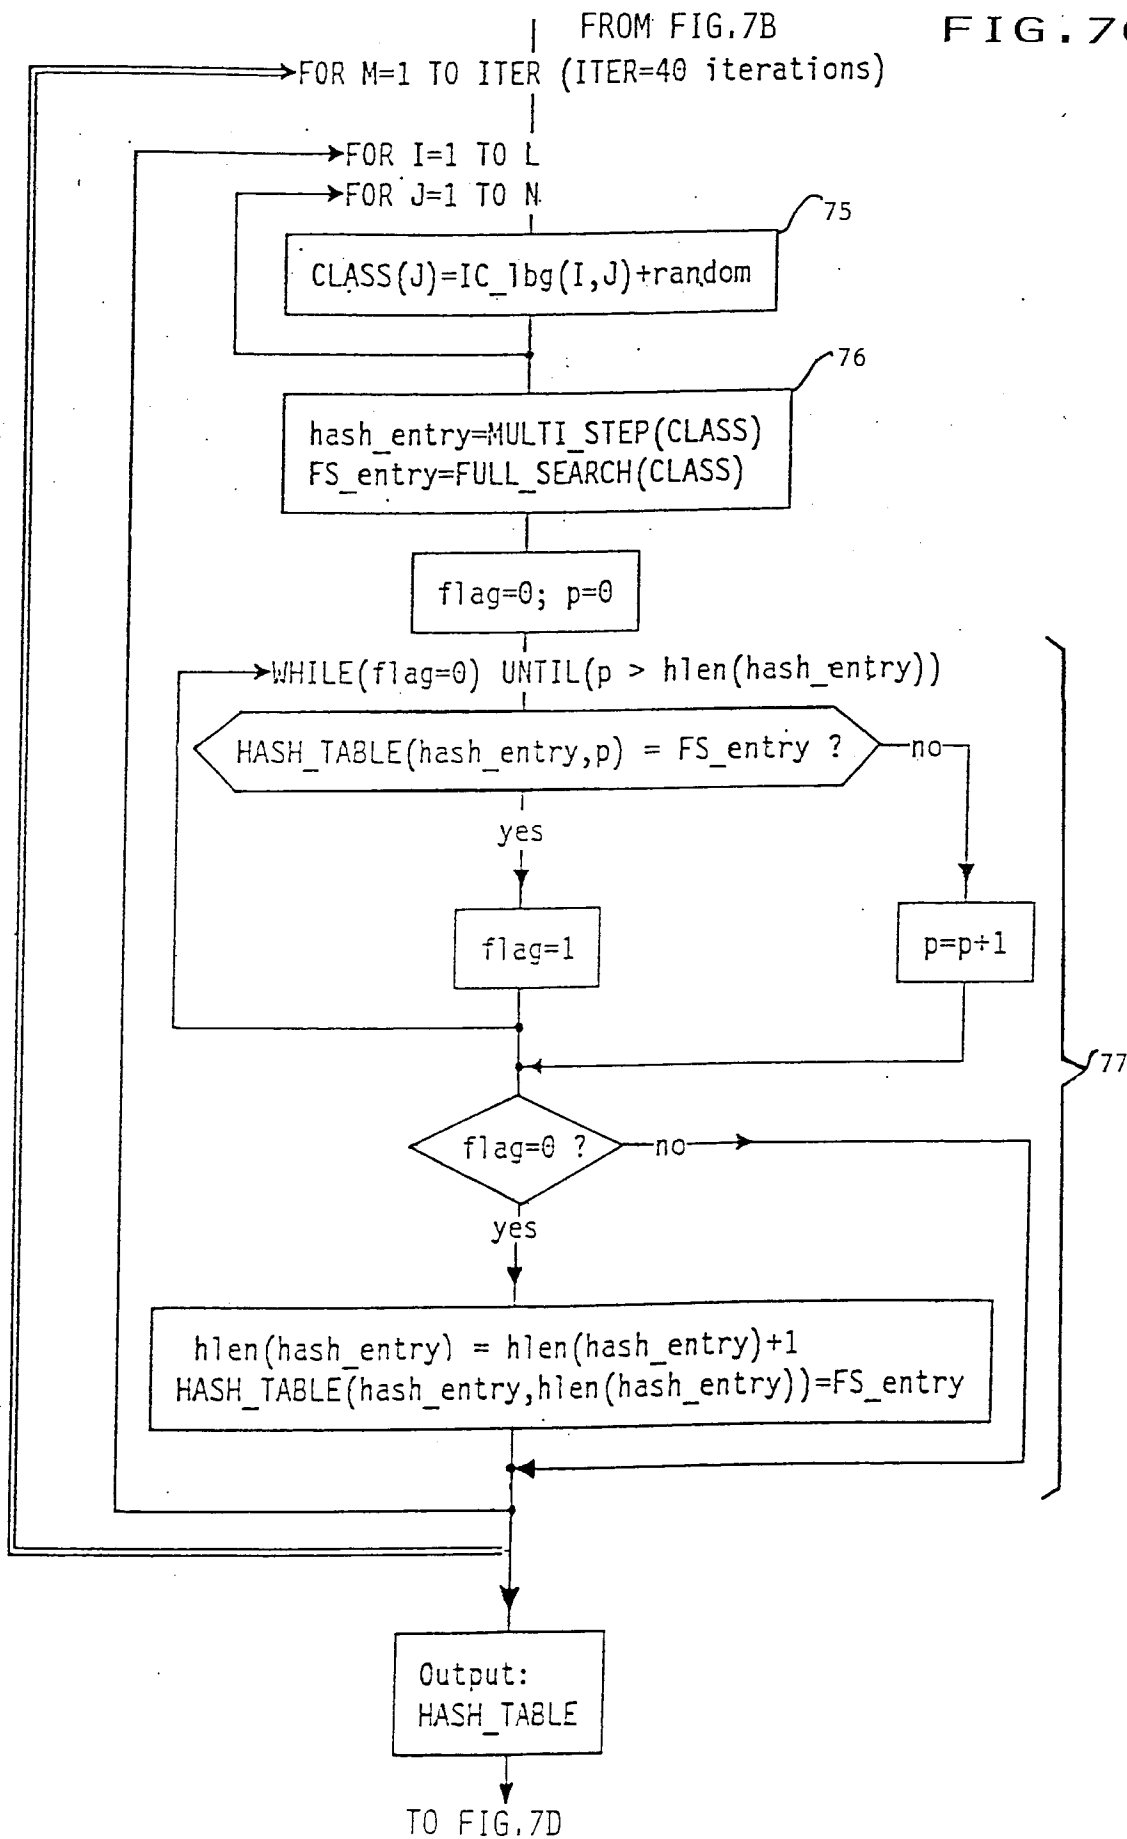 FROM FIG.7B
FIG.7C
FOR M=1 TO ITER (ITER=40 iterations)
FOR I=1 TO L
FOR J=1 TO N
75
CLASS(J)=IC_lbg(I,J)+random
76
hash_entry=MULTI_STEP(CLASS)
FS_entry=FULL_SEARCH(CLASS)
flag=0; p=0
WHILE(flag=0) UNTIL(p > hlen(hash_entry))
HASH_TABLE(hash_entry,p) = FS_entry ?
no
yes
flag=1
p=p+1
77
flag=0 ?
no
yes
hlen(hash_entry) = hlen(hash_entry)+1
HASH_TABLE(hash_entry,hlen(hash_entry))=FS_entry
Output:
HASH_TABLE
TO FIG.7D